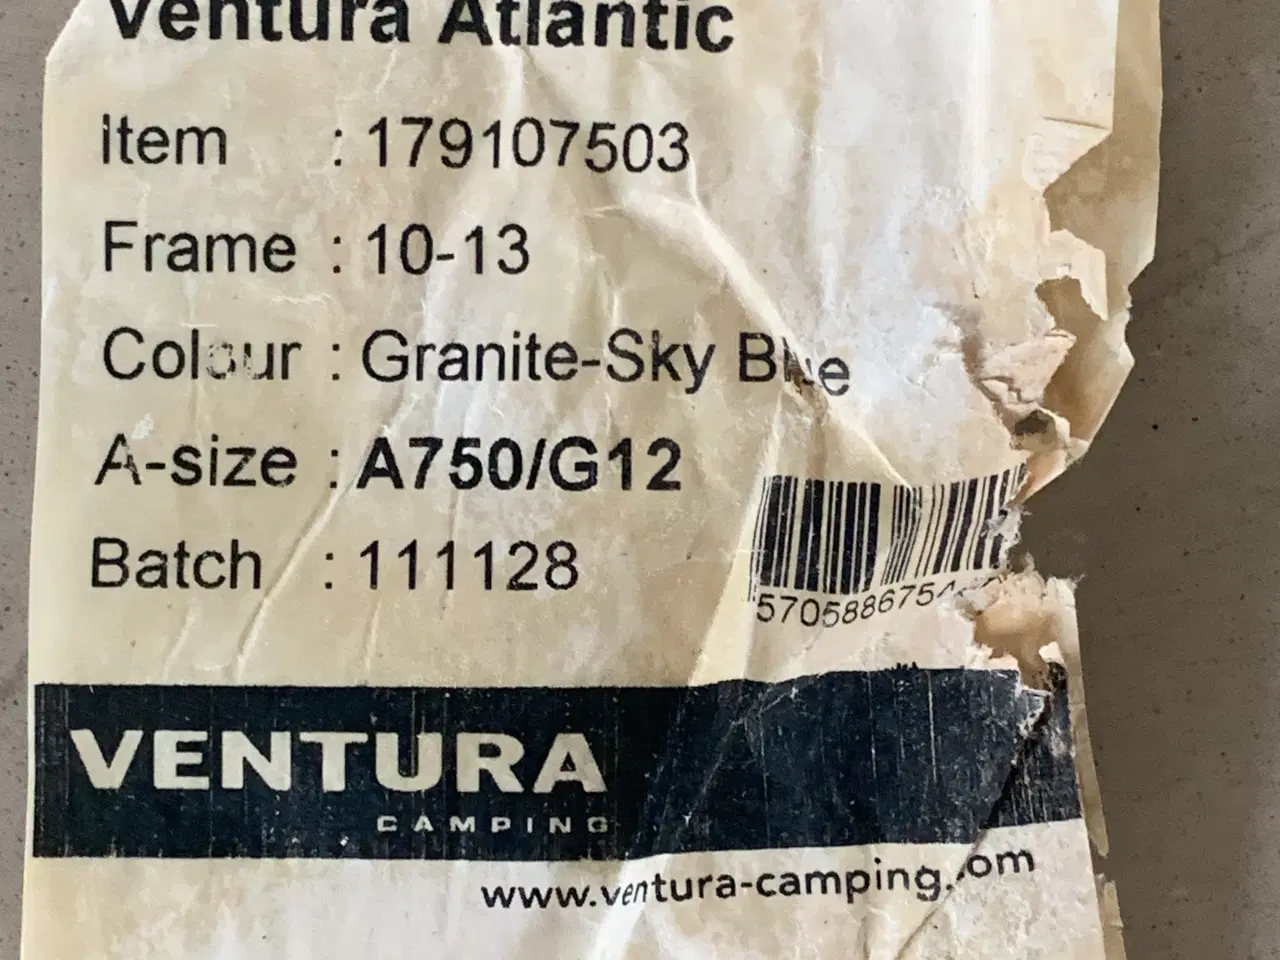 Ventura Atlantic
Item : 179107503
Frame : 10-13
Colour : Granite-Sky Blue
A-size : A750/G12
Batch : 111128
570588675
VENTURA
CAMPING
www.ventura-camping.com